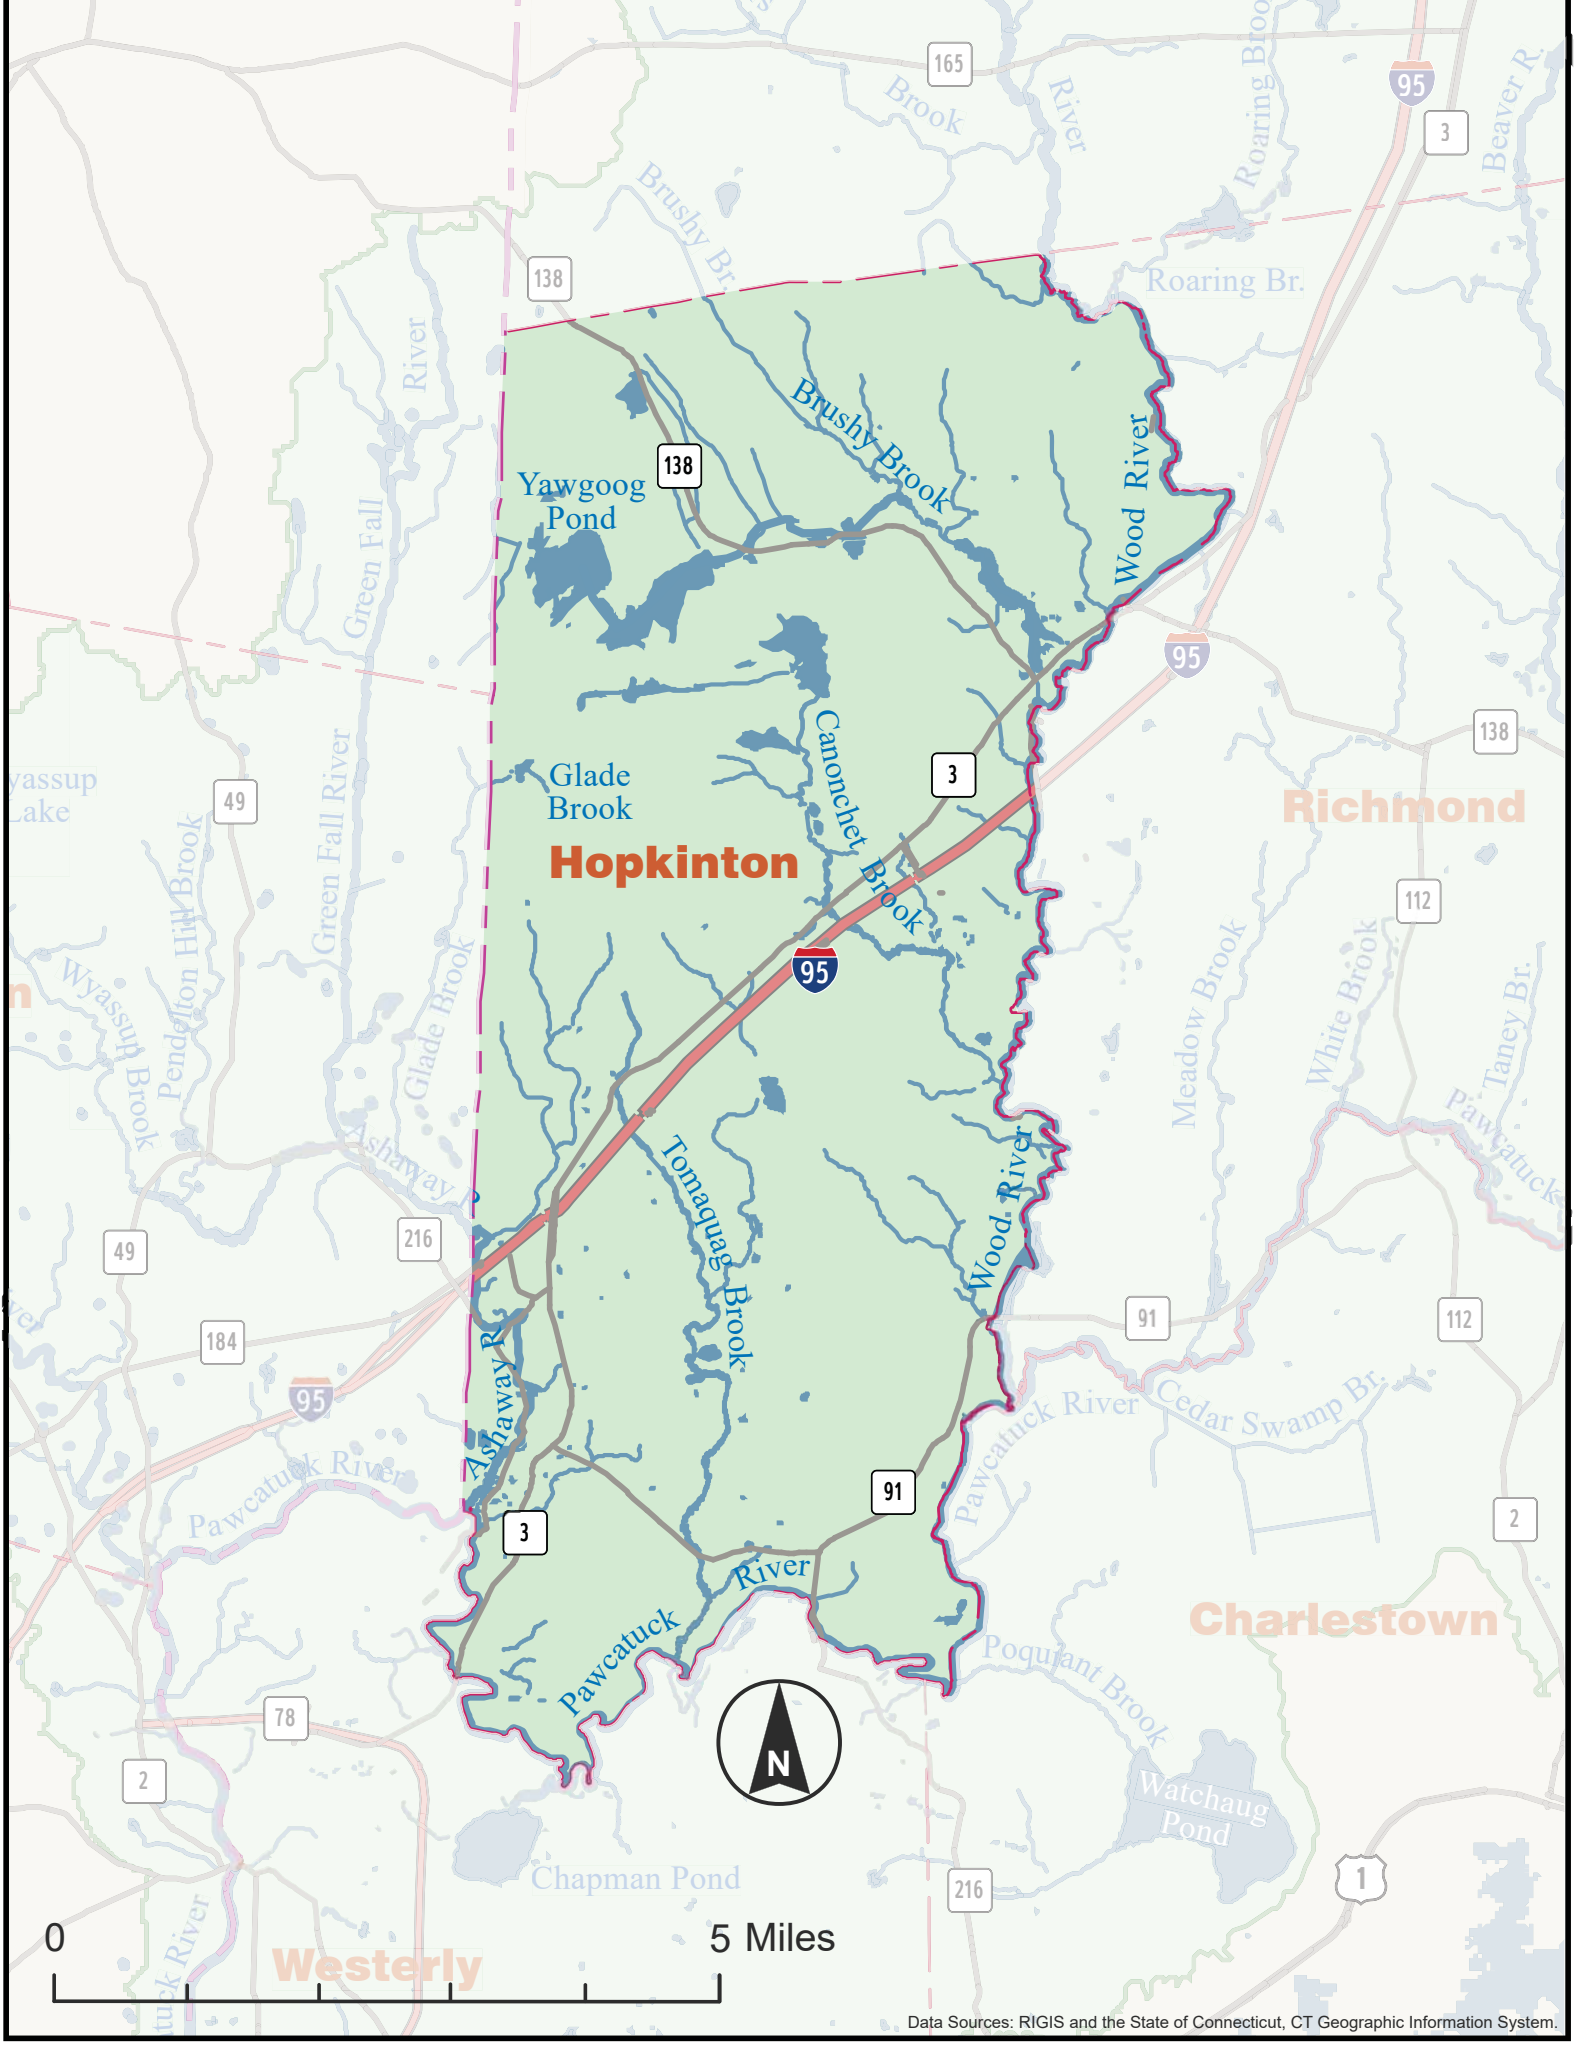 165
Brook
River
Roaring Brook
95
3
Beaver R.
Brushy Br.
138
Roaring Br.
River
Brushy Brook
138
Wood River
Yawgoog
Pond
Green Fall
95
138
Canonchet Brook
3
Glade
Brook
Lake
49
Green Fall River
Richmond
Hopkinton
112
Pendelton Hill Brook
Wyassup Brook
Glade Brook
95
Meadow Brook
White Brook
Taney Br.
Pawcatuck
Ashaway R
Tomaquag Brook
Wood River
49
216
184
91
112
95
Ashaway R.
Cedar Swamp Br.
Pawcatuck River
Pawcatuck River
91
3
2
River
Pawcatuck
Charlestown
Poquiant Brook
78
2
N
Watchaug
Pond
Chapman Pond
216
1
0
5 Miles
Westerly
River
Data Sources: RIGIS and the State of Connecticut, CT Geographic Information System.